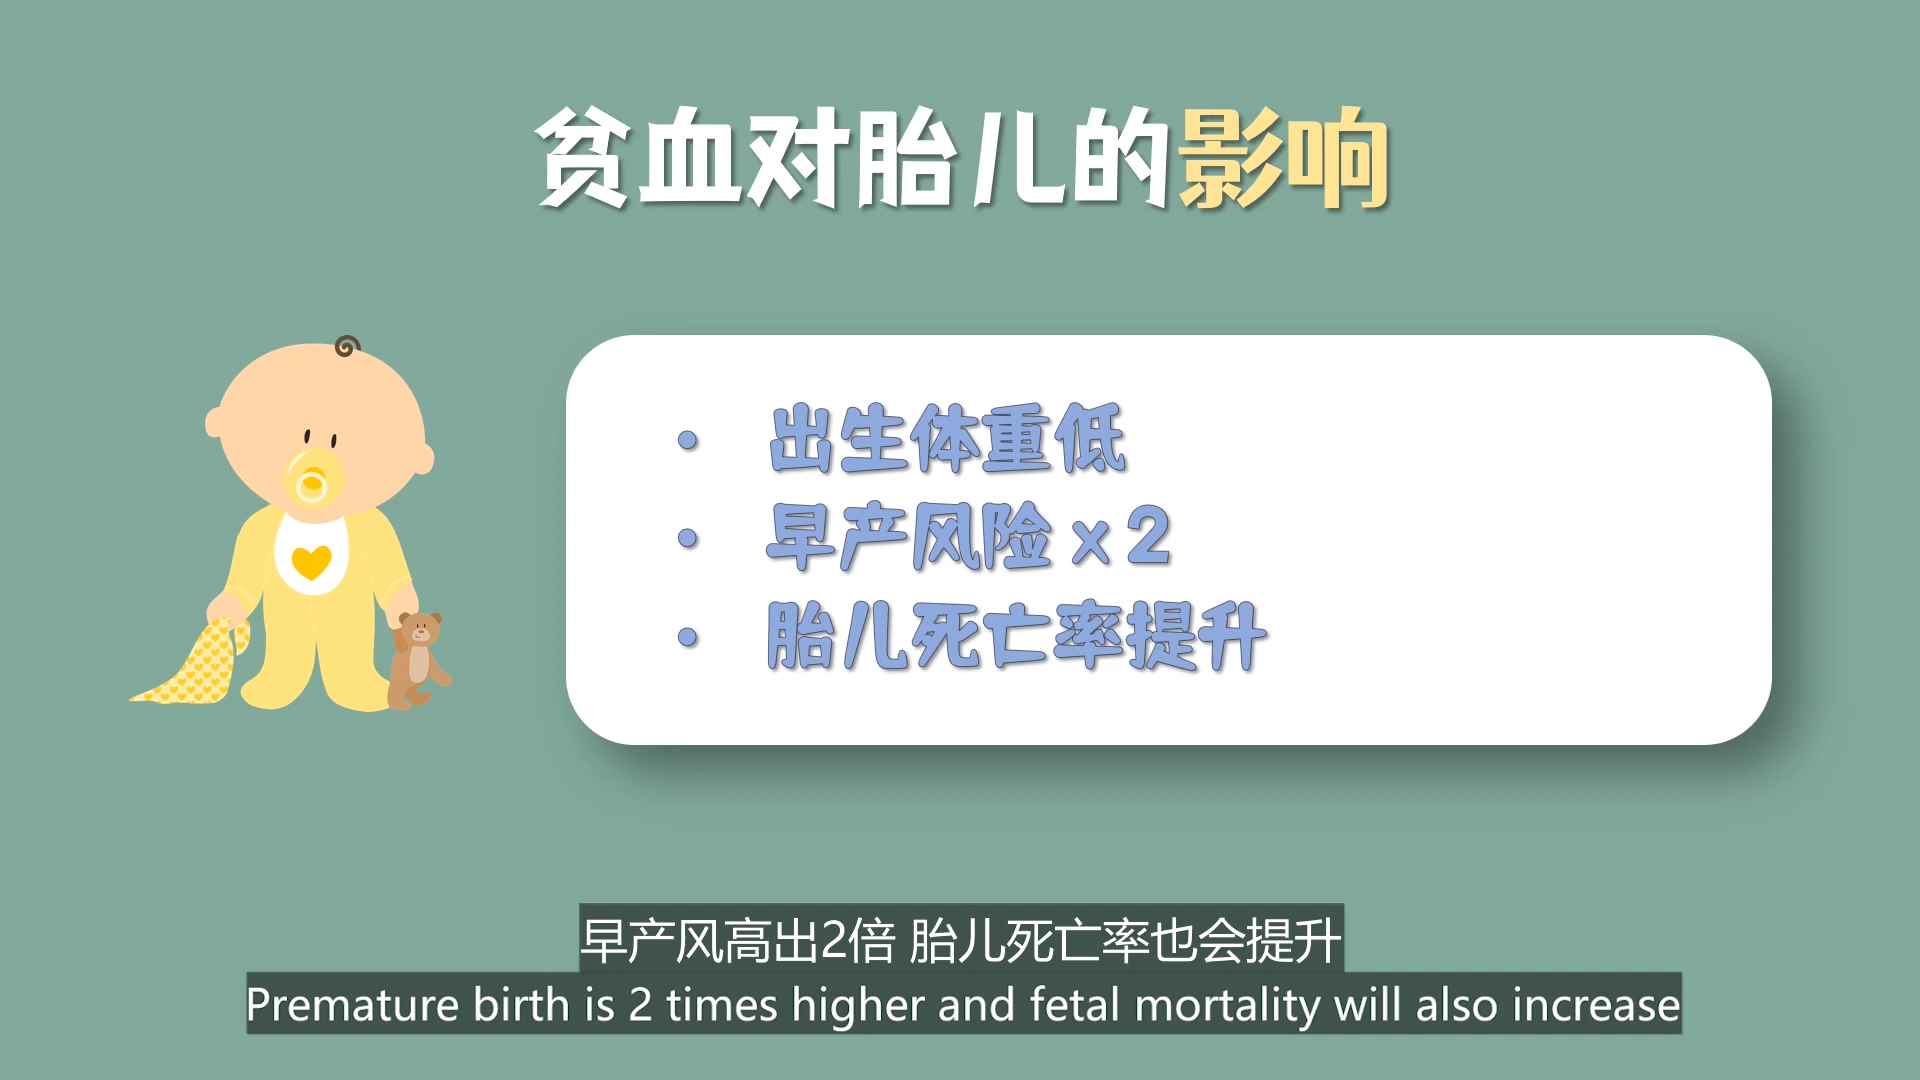 贫血对胎儿的影响
• 出生体重低
• 早产风险 x 2
• 胎儿死亡率提升
早产风高出2倍 胎儿死亡率也会提升
Premature birth is 2 times higher and fetal mortality will also increase